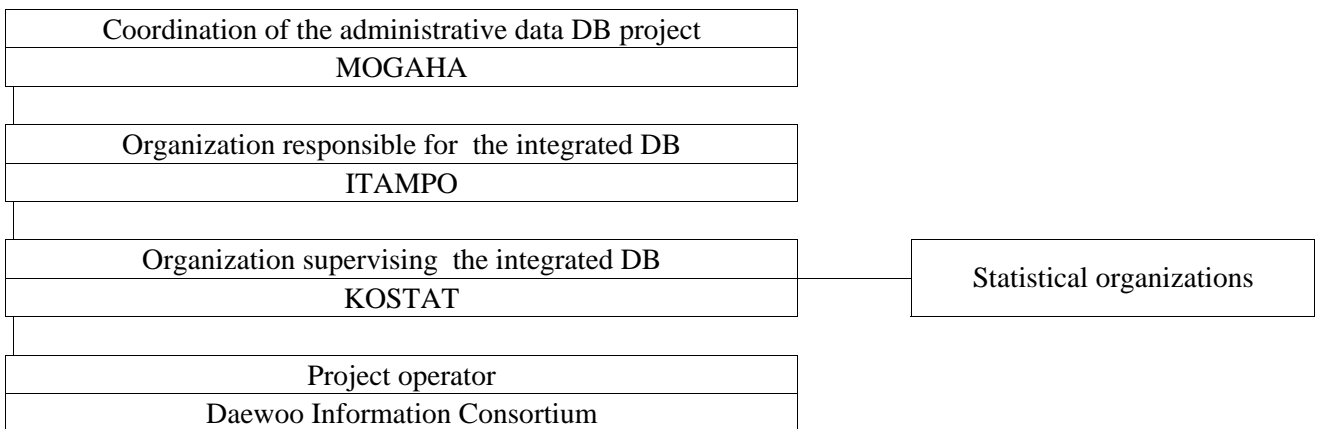 Coordination of the administrative data DB project
MOGAHA
Organization responsible for the integrated DB
ITAMPO
Organization supervising the integrated DB
KOSTAT
Statistical organizations
Project operator
Daewoo Information Consortium